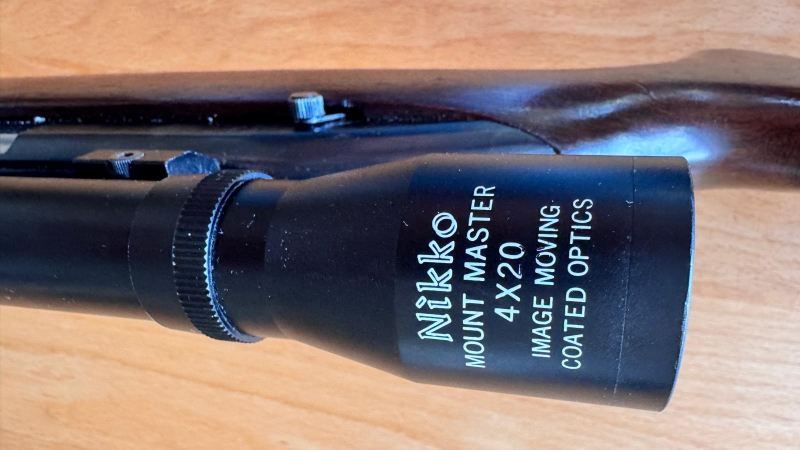 Nikko
MOUNT MASTER
4X20
IMAGE MOVING
COATED OPTICS